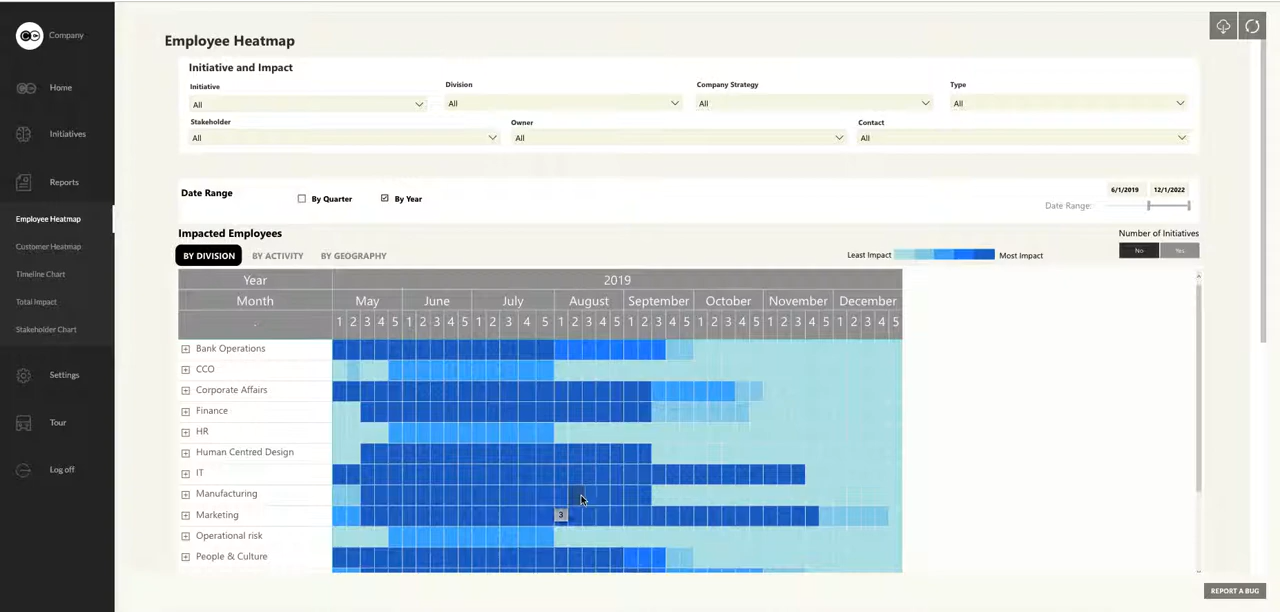 Company
Home
Initiatives
Reports
Employee Heatmap
Customer Heatmap
Timeline Chart
Total Impact
Stakeholder Chart
Settings
Tour
Log off
Employee Heatmap
Initiative and Impact
Initiative Division Company Strategy Type
All All All All
Stakeholder Owner Contact
All All All
Date Range By Quarter By Year
6/1/2019 12/1/2022
Date Range:
Impacted Employees
BY DIVISION BY ACTIVITY BY GEOGRAPHY
Least Impact Most Impact
Number of Initiatives
No Yes
Year 2019
Month May June July August September October November December
1 2 3 4 5 1 2 3 4 5 1 2 3 4 5 1 2 3 4 5 1 2 3 4 5 1 2 3 4 5 1 2 3 4 5 1 2 3 4 5
Bank Operations
CCO
Corporate Affairs
Finance
HR
Human Centred Design
IT
Manufacturing
Marketing 3
Operational risk
People & Culture
REPORT A BUG